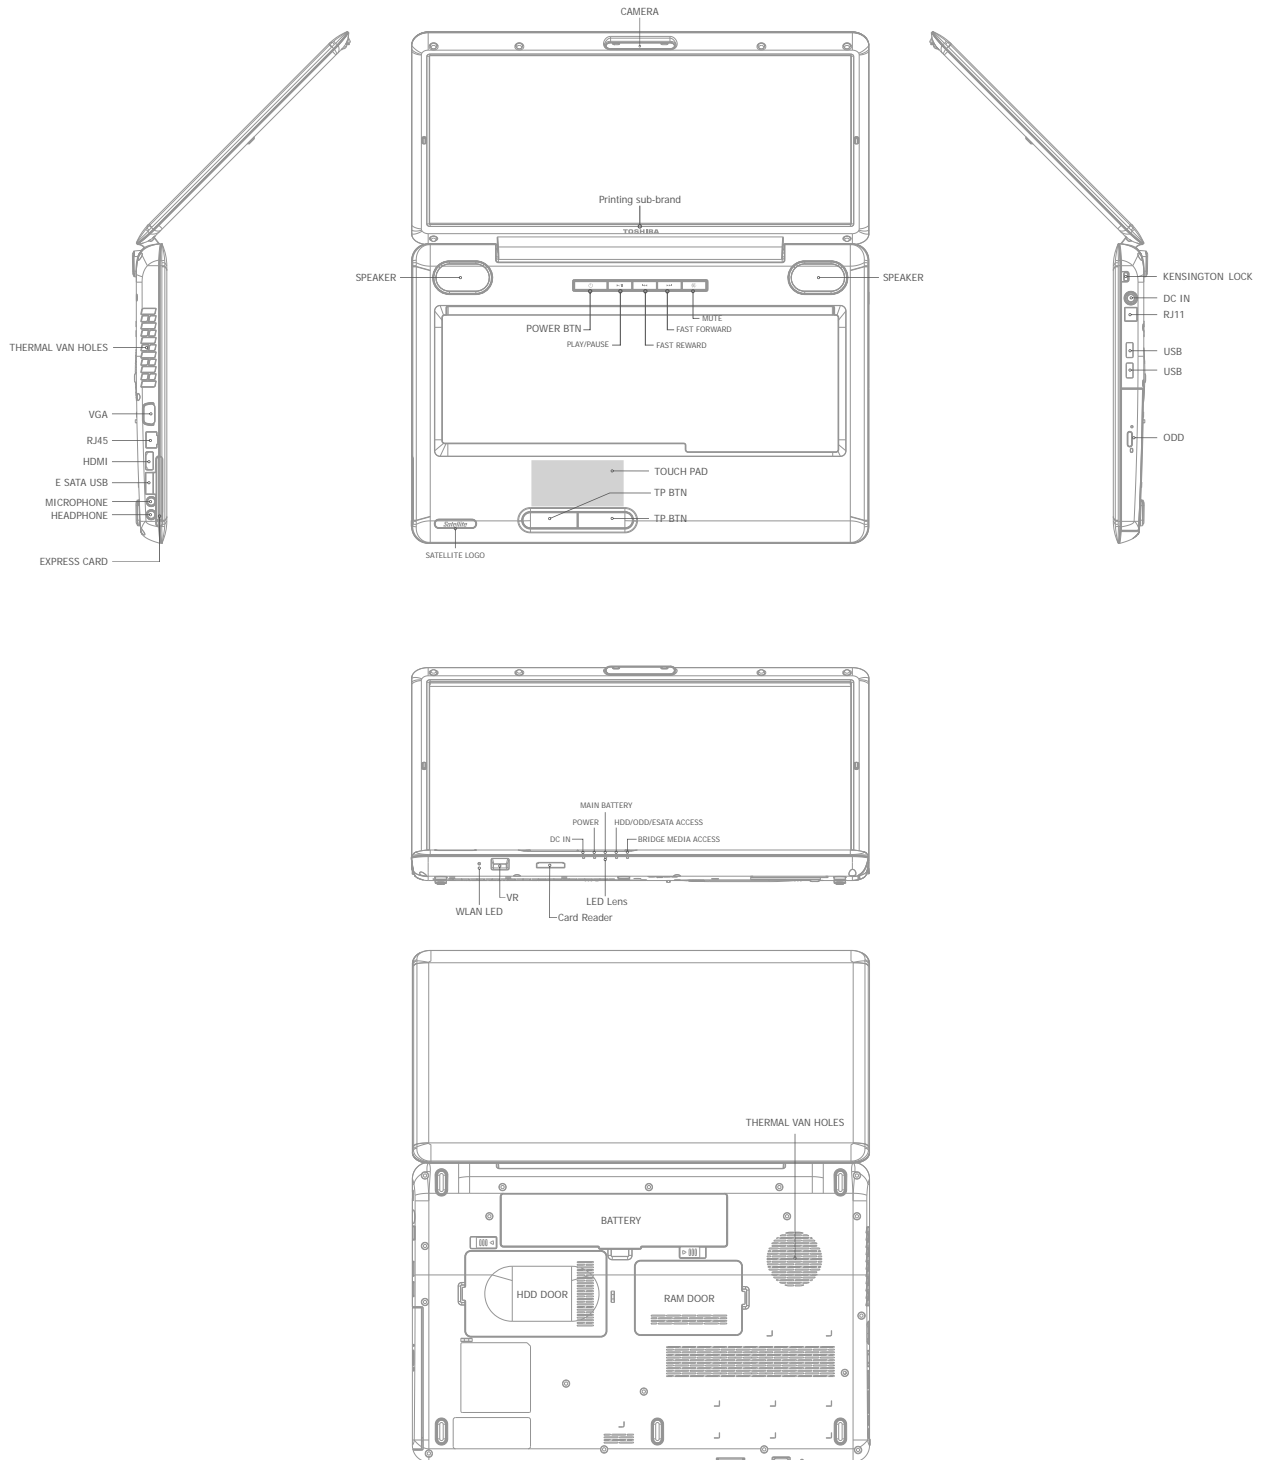 CAMERA
Printing sub-brand
TOSHIBA
SPEAKER
SPEAKER
POWER BTN
PLAY/PAUSE
MUTE
FAST FORWARD
FAST REWARD
THERMAL VAN HOLES
VGA
RJ45
HDMI
E SATA USB
MICROPHONE
HEADPHONE
EXPRESS CARD
TOUCH PAD
TP BTN
TP BTN
Satellite
SATELLITE LOGO
KENSINGTON LOCK
DC IN
RJ11
USB
USB
ODD
MAIN BATTERY
POWER
HDD/ODD/ESATA ACCESS
DC IN
BRIDGE MEDIA ACCESS
VR
LED Lens
WLAN LED
Card Reader
THERMAL VAN HOLES
BATTERY
HDD DOOR
RAM DOOR